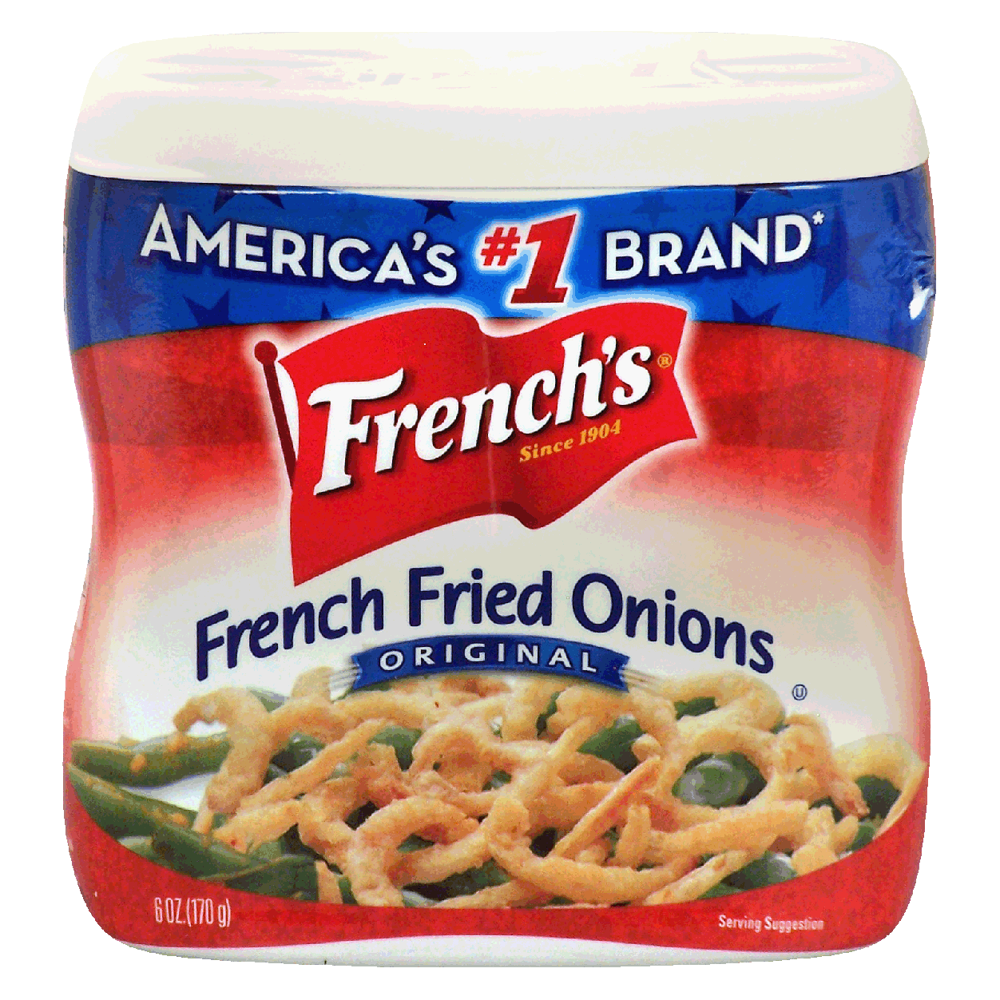 AMERICA'S #1 BRAND*
French's®
Since 1904
French Fried Onions
ORIGINAL
Ⓤ
6 OZ.(170 g)
Serving Suggestion